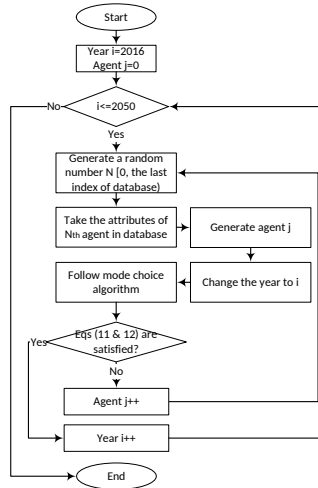 Start
Year i=2016
Agent j=0
No
i<=2050
Yes
Generate a random
number N [0, the last
index of database)
Take the attributes of
Nth agent in database
Generate agent j
Follow mode choice
algorithm
Change the year to i
Yes
Eqs (11 & 12) are
satisfied?
No
Agent j++
Year i++
End